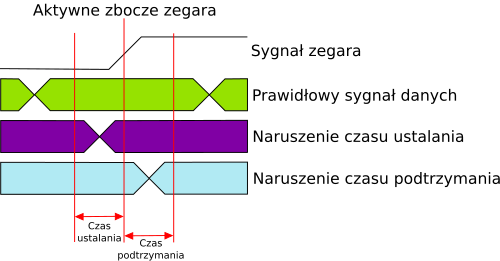 Aktywne zbocze zegara
Sygnał zegara
Prawidłowy sygnał danych
Naruszenie czasu ustalania
Naruszenie czasu podtrzymania
Czas
ustalania
Czas
podtrzymania